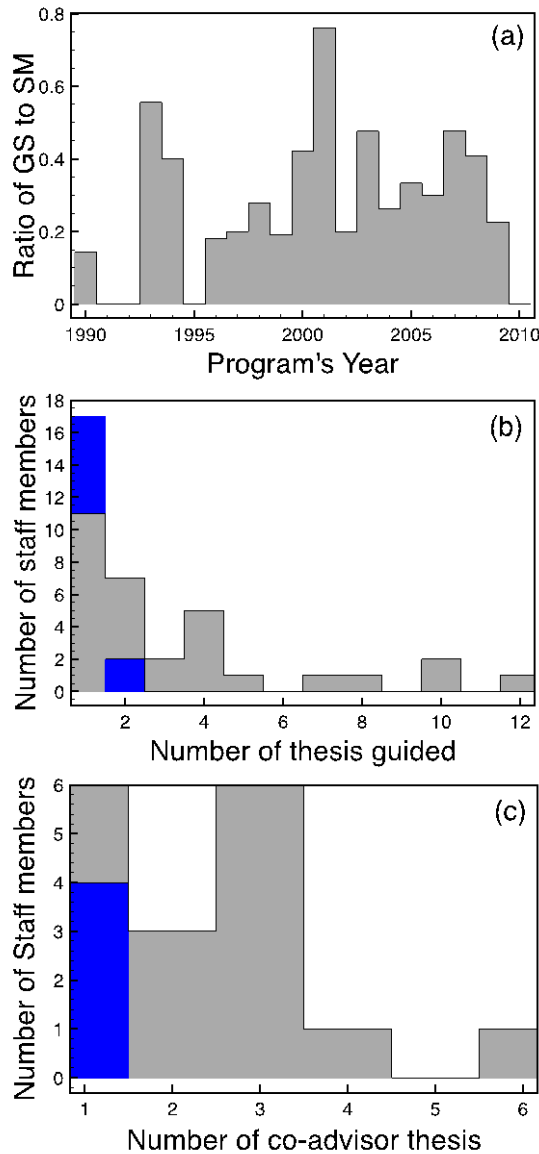 (a)
Ratio of GS to SM
0.8
0.6
0.4
0.2
0
1990 1995 2000 2005 2010
Program's Year
(b)
Number of staff members
18
16
14
12
10
8
6
4
2
0
2 4 6 8 10 12
Number of thesis guided
(c)
Number of Staff members
6
5
4
3
2
1
0
1 2 3 4 5 6
Number of co-advisor thesis